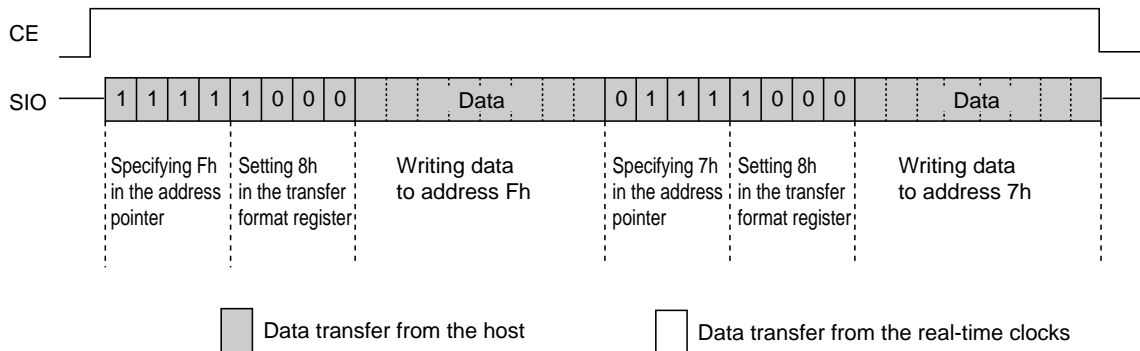 CE
SIO
1 1 1 1 1 0 0 0 Data 0 1 1 1 1 0 0 0 Data
Specifying Fh
in the address
pointer
Setting 8h
in the transfer
format register
Writing data
to address Fh
Specifying 7h
in the address
pointer
Setting 8h
in the transfer
format register
Writing data
to address 7h
Data transfer from the host
Data transfer from the real-time clocks